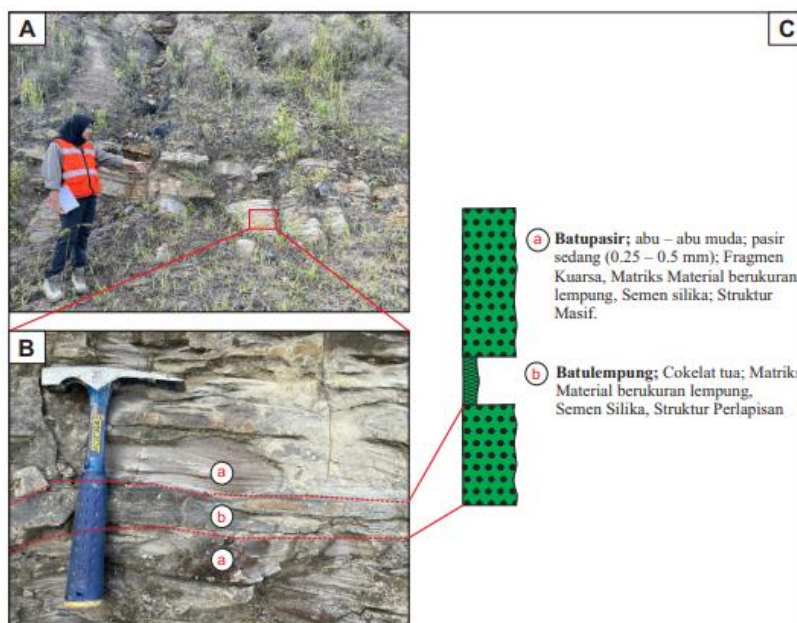 A
C
a Batupasir; abu – abu muda; pasir
sedang (0.25 – 0.5 mm); Fragmen
Kuarsa, Matriks Material berukuran
lempung, Semen silika; Struktur
Masif.
B
b Batulempung; Cokelat tua; Matriks
Material berukuran lempung,
Semen Silika, Struktur Perlapisan
a
b
a